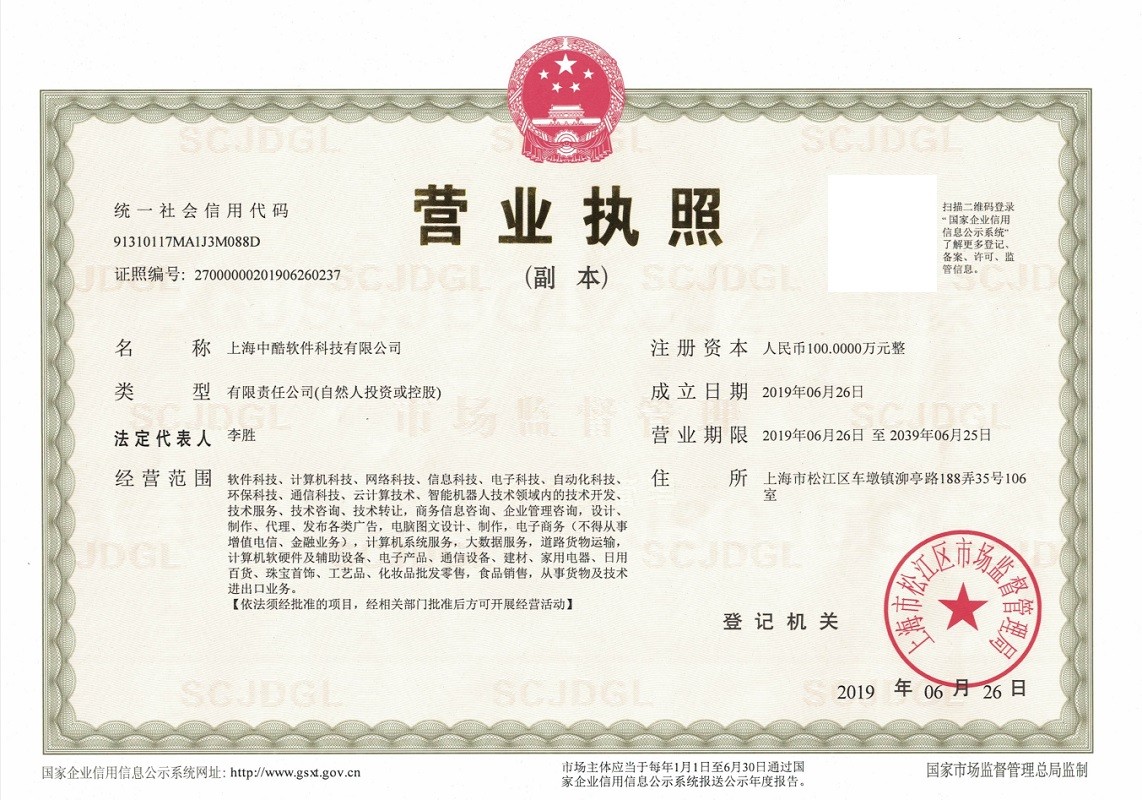 营业执照
(副 本)
统一社会信用代码
91310117MA1J3M088D
证照编号: 27000000201906260237
扫描二维码登录
“国家企业信用
信息公示系统”
了解更多登记、
备案、许可、监
管信息。
名 称 上海中酷软件科技有限公司
类 型 有限责任公司(自然人投资或控股)
法定代表人 李胜
经营范围 软件科技、计算机科技、网络科技、信息科技、电子科技、自动化科技、
环保科技、通信科技、云计算技术、智能机器人技术领域内的技术开发、
技术服务、技术咨询、技术转让，商务信息咨询、企业管理咨询，设计、
制作、代理、发布各类广告，电脑图文设计、制作，电子商务（不得从事
增值电信、金融业务），计算机系统服务，大数据服务，道路货物运输，
计算机软硬件及辅助设备、电子产品、通信设备、建材、家用电器、日用
百货、珠宝首饰、工艺品、化妆品批发零售，食品销售，从事货物及技术
进出口业务。
【依法须经批准的项目，经相关部门批准后方可开展经营活动】
注册资本 人民币100.0000万元整
成立日期 2019年06月26日
营业期限 2019年06月26日 至 2039年06月25日
住 所 上海市松江区车墩镇泖亭路188弄35号106
室
登记机关
上海市松江区市场监督管理局
2019 年 06 月 26 日
国家企业信用信息公示系统网址: http://www.gsxt.gov.cn
市场主体应当于每年1月1日至6月30日通过国
家企业信用信息公示系统报送公示年度报告。
国家市场监督管理总局监制
SCJDGL